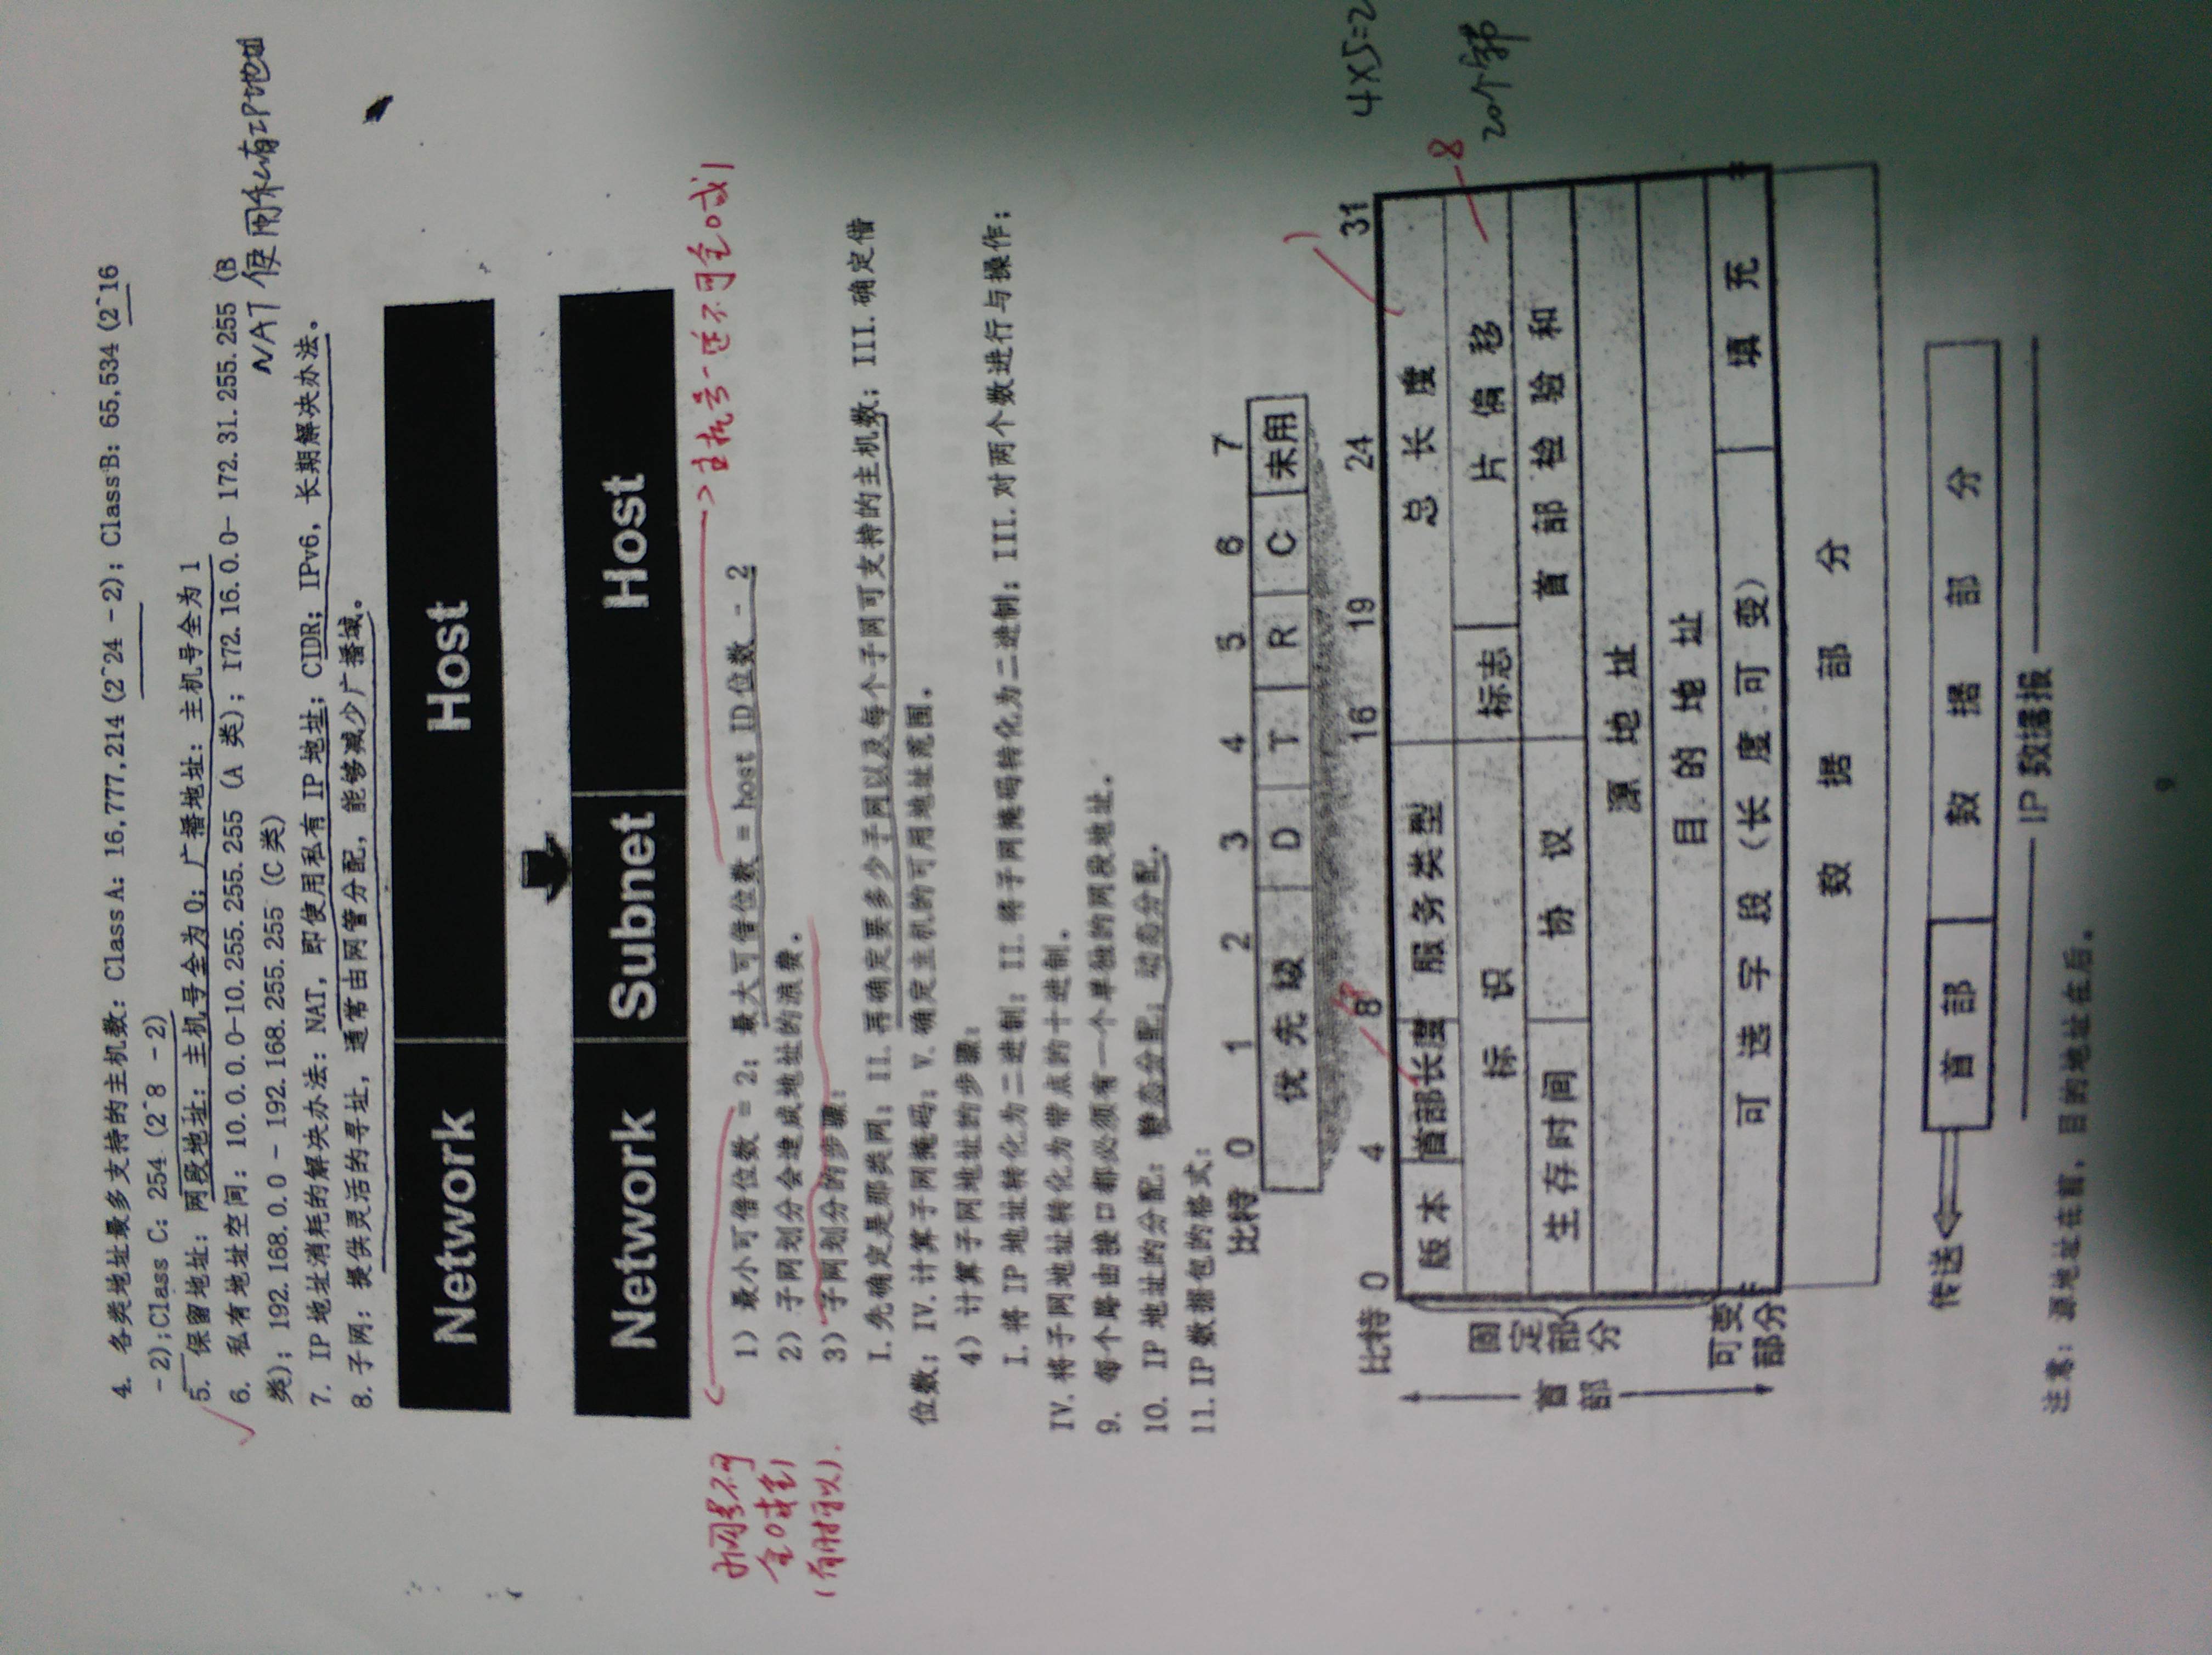 4. 各类地址最多支持的主机数：Class A：16,777,214 (2^24 - 2)；Class B：65,534 (2^16
- 2);Class C：254 (2^8 - 2)
5. 保留地址：网段地址：主机号全为 0；广播地址：主机号全为 1
6. 私有地址空间：10.0.0.0-10.255.255.255 (A 类)；172.16.0.0- 172.31.255.255 (B
类)；192.168.0.0 - 192.168.255.255 (C 类)
NAT 使用私有IP地址
7. IP 地址消耗的解决办法：NAT，即使用私有 IP 地址；CIDR；IPv6，长期解决办法。
8.子网：提供灵活的寻址，通常由网管分配，能够减少广播域。
Network Host
Network Subnet Host
子网号不可
全0或全1
(有时可以).
主机号一定不可全0或1
1）最小可借位数 = 2；最大可借位数 = host ID 位数 - 2
2）子网划分会造成地址的浪费。
3）子网划分的步骤：
I.先确定是那类网；II.再确定要多少子网以及每个子网可支持的主机数；III.确定借
位数；IV.计算子网掩码；V.确定主机的可用地址范围。
4）计算子网地址的步骤：
I.将 IP 地址转化为二进制；II.将子网掩码转化为二进制；III.对两个数进行与操作；
IV.将子网地址转化为带点的十进制。
9. 每个路由接口都必须有一个单独的网段地址。
10. IP 地址的分配：静态分配；动态分配。
11.IP 数据包的格式：
比特 0 1 2 3 4 5 6 7
优先级 D T R C 未用
比特 0 4 8 16 19 24 31
1
4×5=2
版本 首部长度 服务类型 总长度
标识 标志 片偏移
8
20个字节
生存时间 协议 首部检验和
源地址
目的地址
可选字段（长度可变） 填充
数据部分
首部
固定部分
可变
部分
传送 首部 数据部分
IP 数据报
注意：源地址在前，目的地址在后。
9